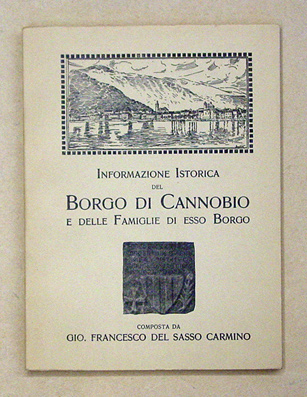 INFORMAZIONE ISTORICA
DEL
BORGO DI CANNOBIO
E DELLE FAMIGLIE DI ESSO BORGO
COMPOSTA DA
GIO. FRANCESCO DEL SASSO CARMINO